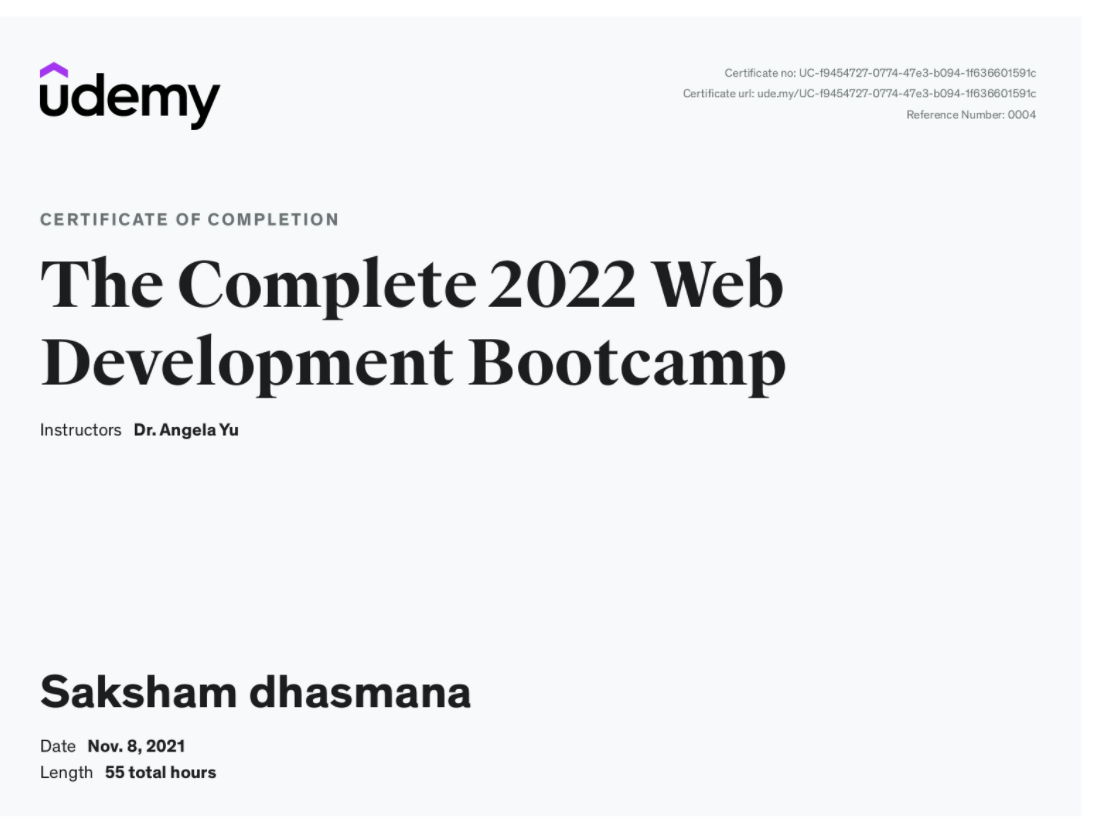 udemy
Certificate no: UC-f9454727-0774-47e3-b094-1f636601591c
Certificate url: ude.my/UC-f9454727-0774-47e3-b094-1f636601591c
Reference Number: 0004
CERTIFICATE OF COMPLETION
The Complete 2022 Web
Development Bootcamp
Instructors Dr. Angela Yu
Saksham dhasmana
Date Nov. 8, 2021
Length 55 total hours